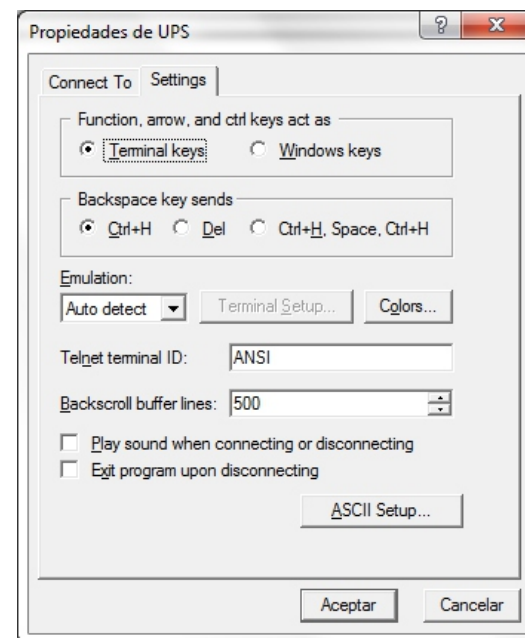 Propiedades de UPS
Connect To Settings
Function, arrow, and ctrl keys act as
Terminal keys Windows keys
Backspace key sends
Ctrl+H Del Ctrl+H, Space, Ctrl+H
Emulation:
Auto detect Terminal Setup... Colors...
Telnet terminal ID: ANSI
Backscroll buffer lines: 500
Play sound when connecting or disconnecting
Exit program upon disconnecting
ASCII Setup...
Aceptar Cancelar